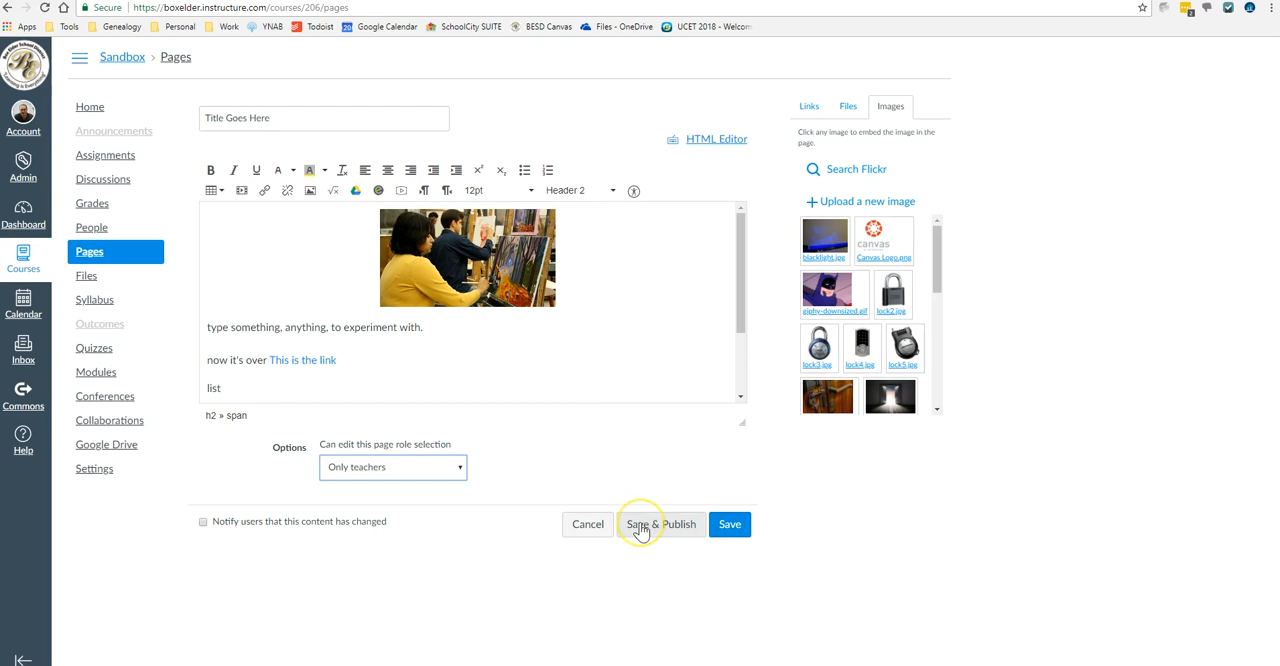 Secure https://boxelder.instructure.com/courses/206/pages
Apps Tools Genealogy Personal Work YNAB Todoist 20 Google Calendar SchoolCity SUITE BESD Canvas Files - OneDrive UCET 2018 - Welcom
Sandbox > Pages
Account
Admin
Dashboard
Courses
Calendar
Inbox
Commons
Help
Home
Announcements
Assignments
Discussions
Grades
People
Pages
Files
Syllabus
Outcomes
Quizzes
Modules
Conferences
Collaborations
Google Drive
Settings
Title Goes Here
HTML Editor
B I U A A
12pt Header 2
type something, anything, to experiment with.
now it's over This is the link
list
h2 » span
Options Can edit this page role selection
Only teachers
Notify users that this content has changed
Cancel Save & Publish Save
Links Files Images
Click any image to embed the image in the
page.
Search Flickr
Upload a new image
canvas
blacklight.jpg Canvas Logo.png
giphy-downsized.gif lock2.jpg
lock3.jpg lock4.jpg lock5.jpg